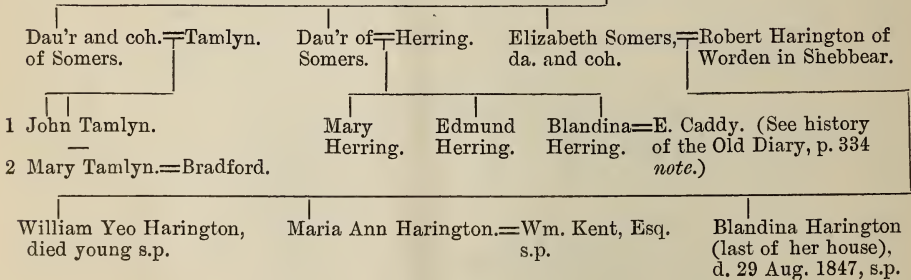 Dau'r and coh.=Tamlyn.
of Somers.
Dau'r of=Herring.
Somers.
Elizabeth Somers,=Robert Harington of
da. and coh. Worden in Shebbear.
1 John Tamlyn.
2 Mary Tamlyn.=Bradford.
Mary
Herring.
Edmund
Herring.
Blandina=E. Caddy. (See history
Herring. of the Old Diary, p. 334
note.)
William Yeo Harington,
died young s.p.
Maria Ann Harington.=Wm. Kent, Esq.
s.p.
Blandina Harington
(last of her house),
d. 29 Aug. 1847, s.p.